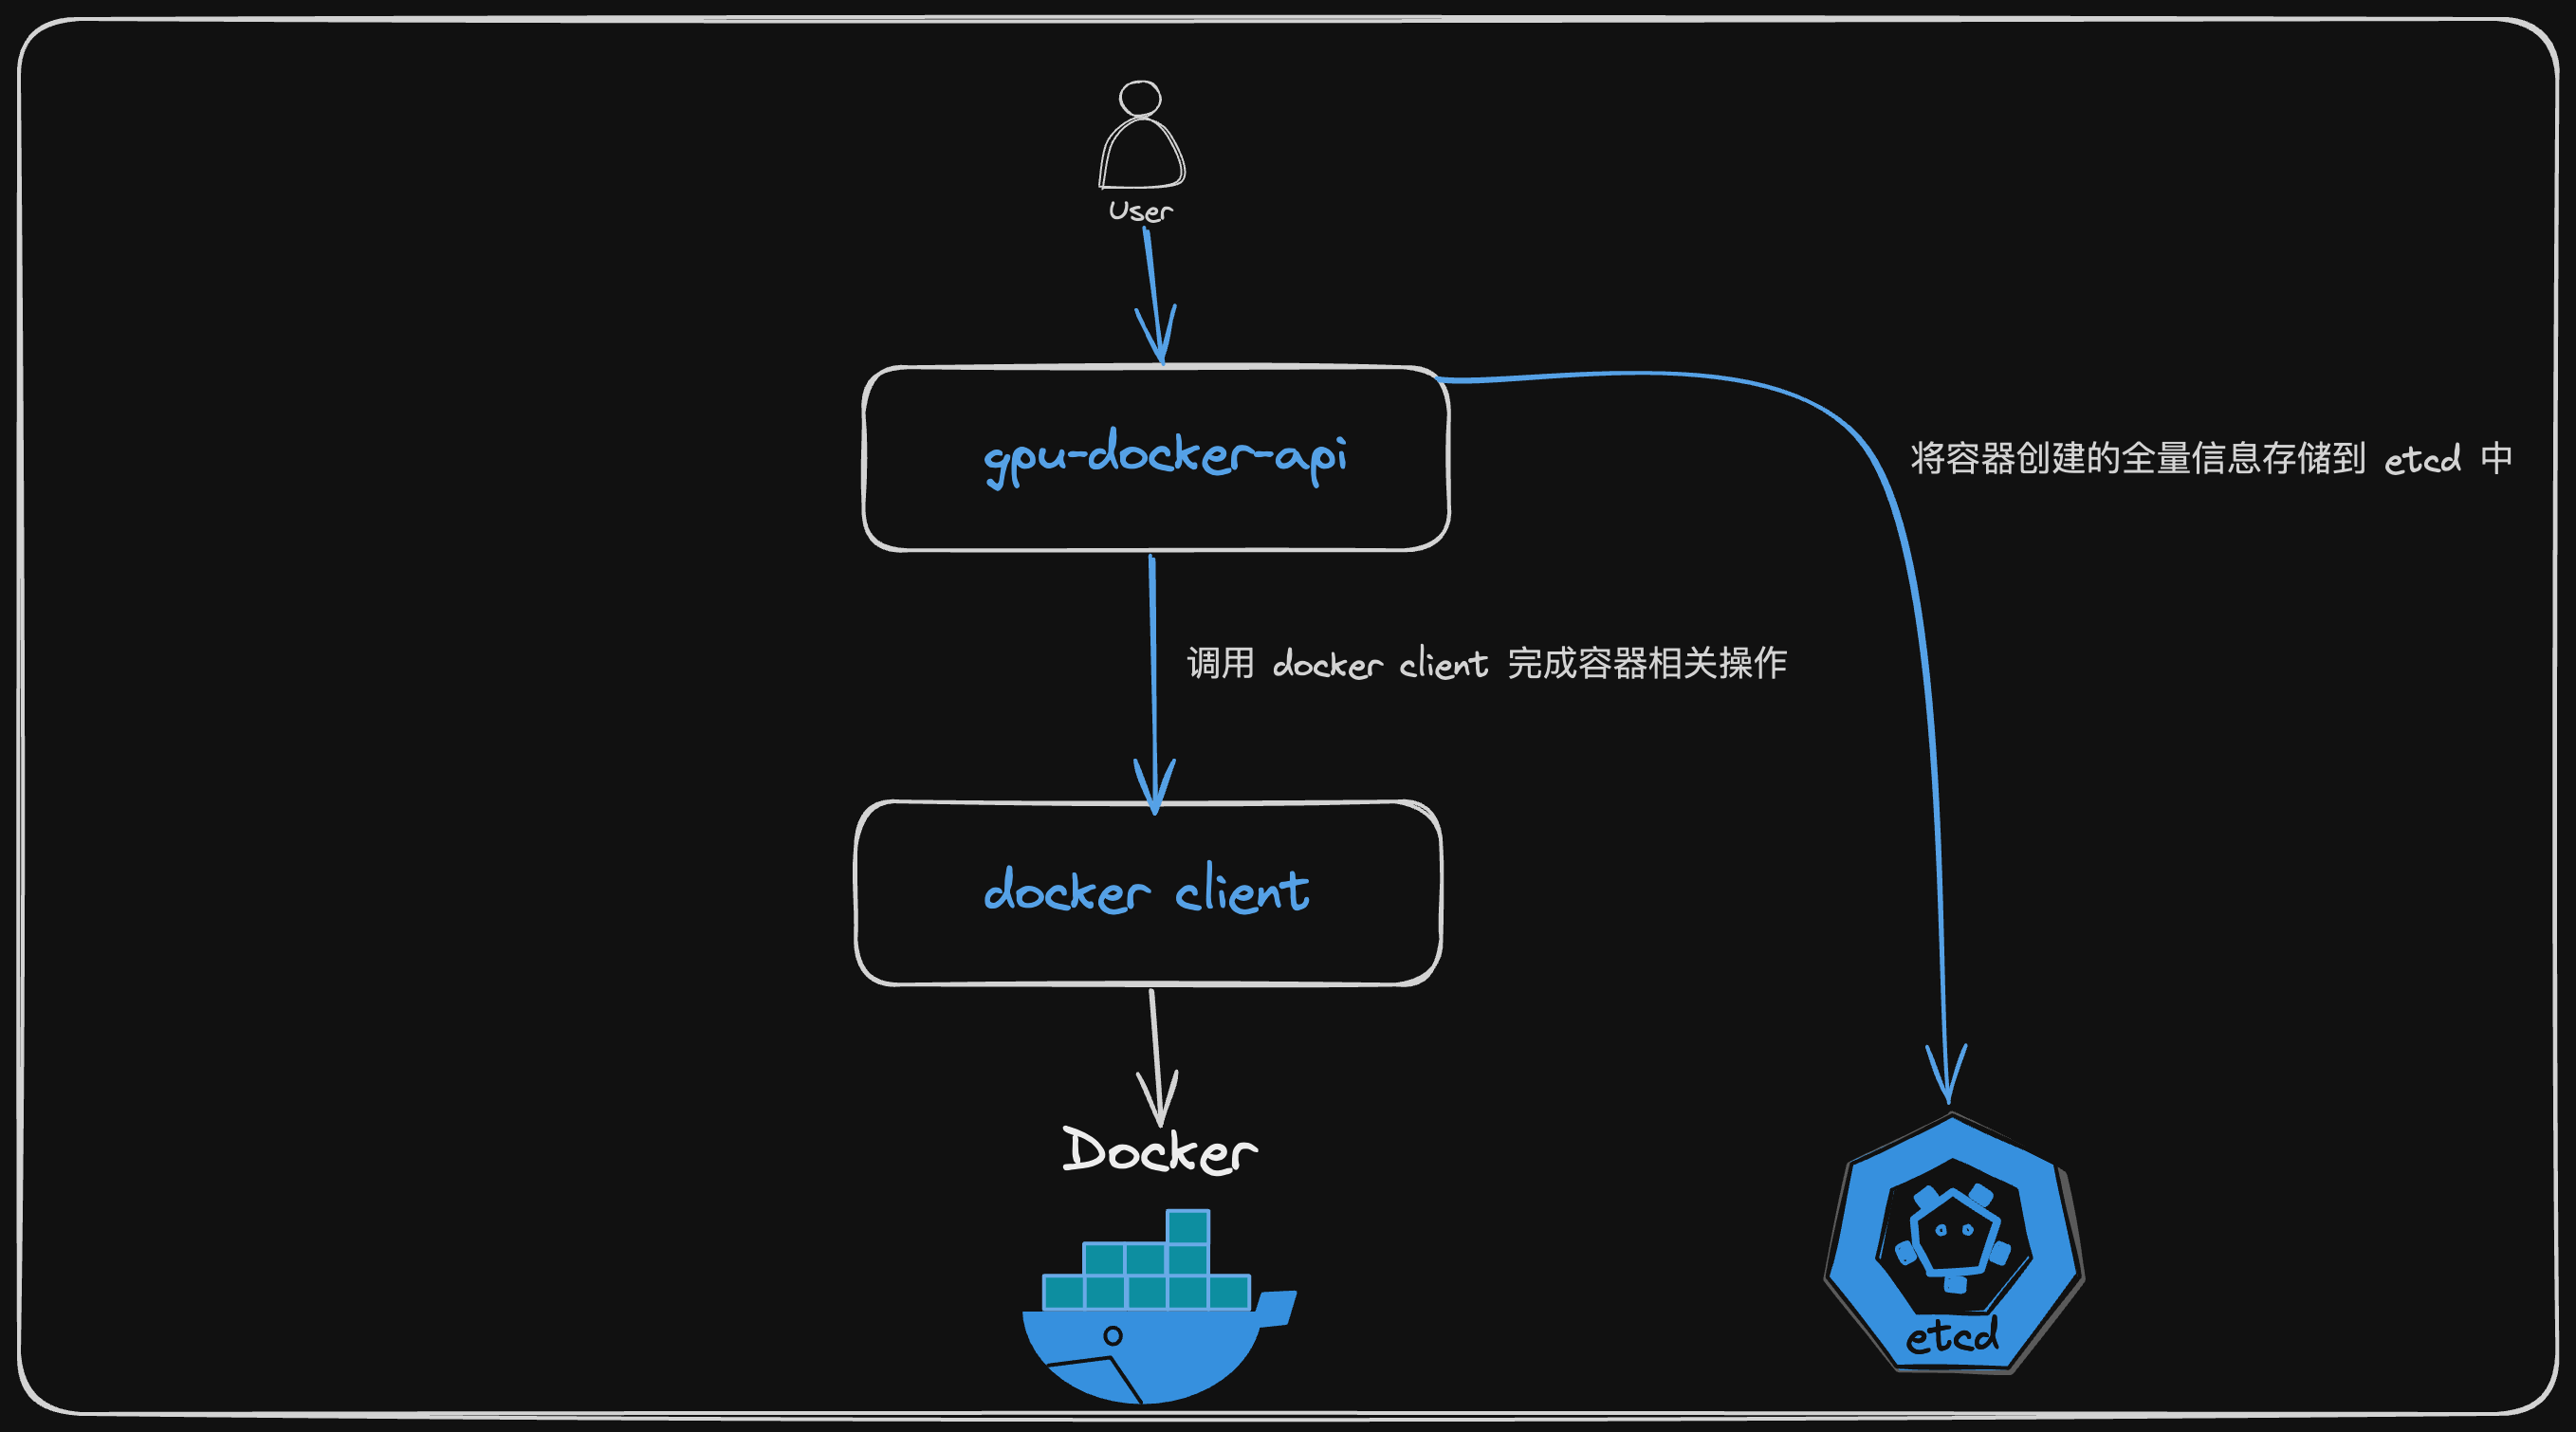 User
gpu-docker-api
将容器创建的全量信息存储到 etcd 中
调用 docker client 完成容器相关操作
docker client
Docker
etcd